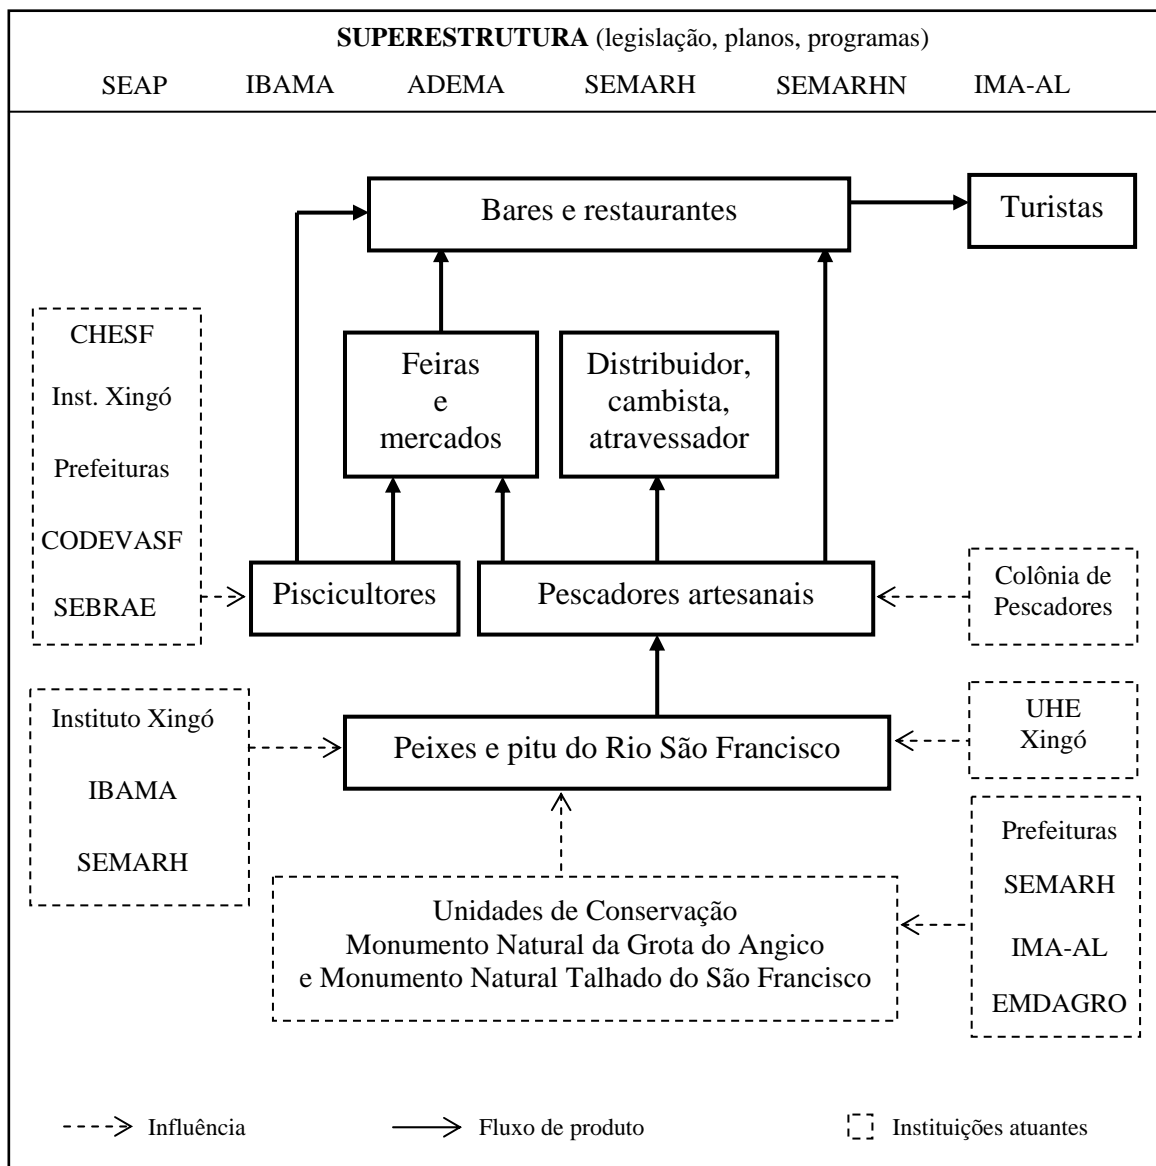 SUPERESTRUTURA (legislação, planos, programas)
SEAP IBAMA ADEMA SEMARH SEMARHN IMA-AL
Bares e restaurantes
Turistas
CHESF
Inst. Xingó
Prefeituras
CODEVASF
SEBRAE
Feiras
e
mercados
Distribuidor,
cambista,
atravessador
Piscicultores
Pescadores artesanais
Colônia de
Pescadores
Instituto Xingó
IBAMA
SEMARH
Peixes e pitu do Rio São Francisco
UHE
Xingó
Unidades de Conservação
Monumento Natural da Grota do Angico
e Monumento Natural Talhado do São Francisco
Prefeituras
SEMARH
IMA-AL
EMDAGRO
Influência
Fluxo de produto
Instituições atuantes